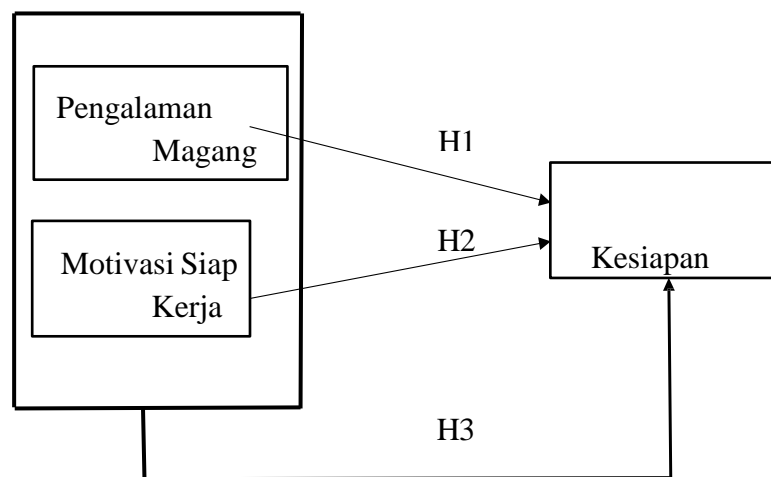 Pengalaman
Magang
H1
H2
Motivasi Siap
Kerja
Kesiapan
H3